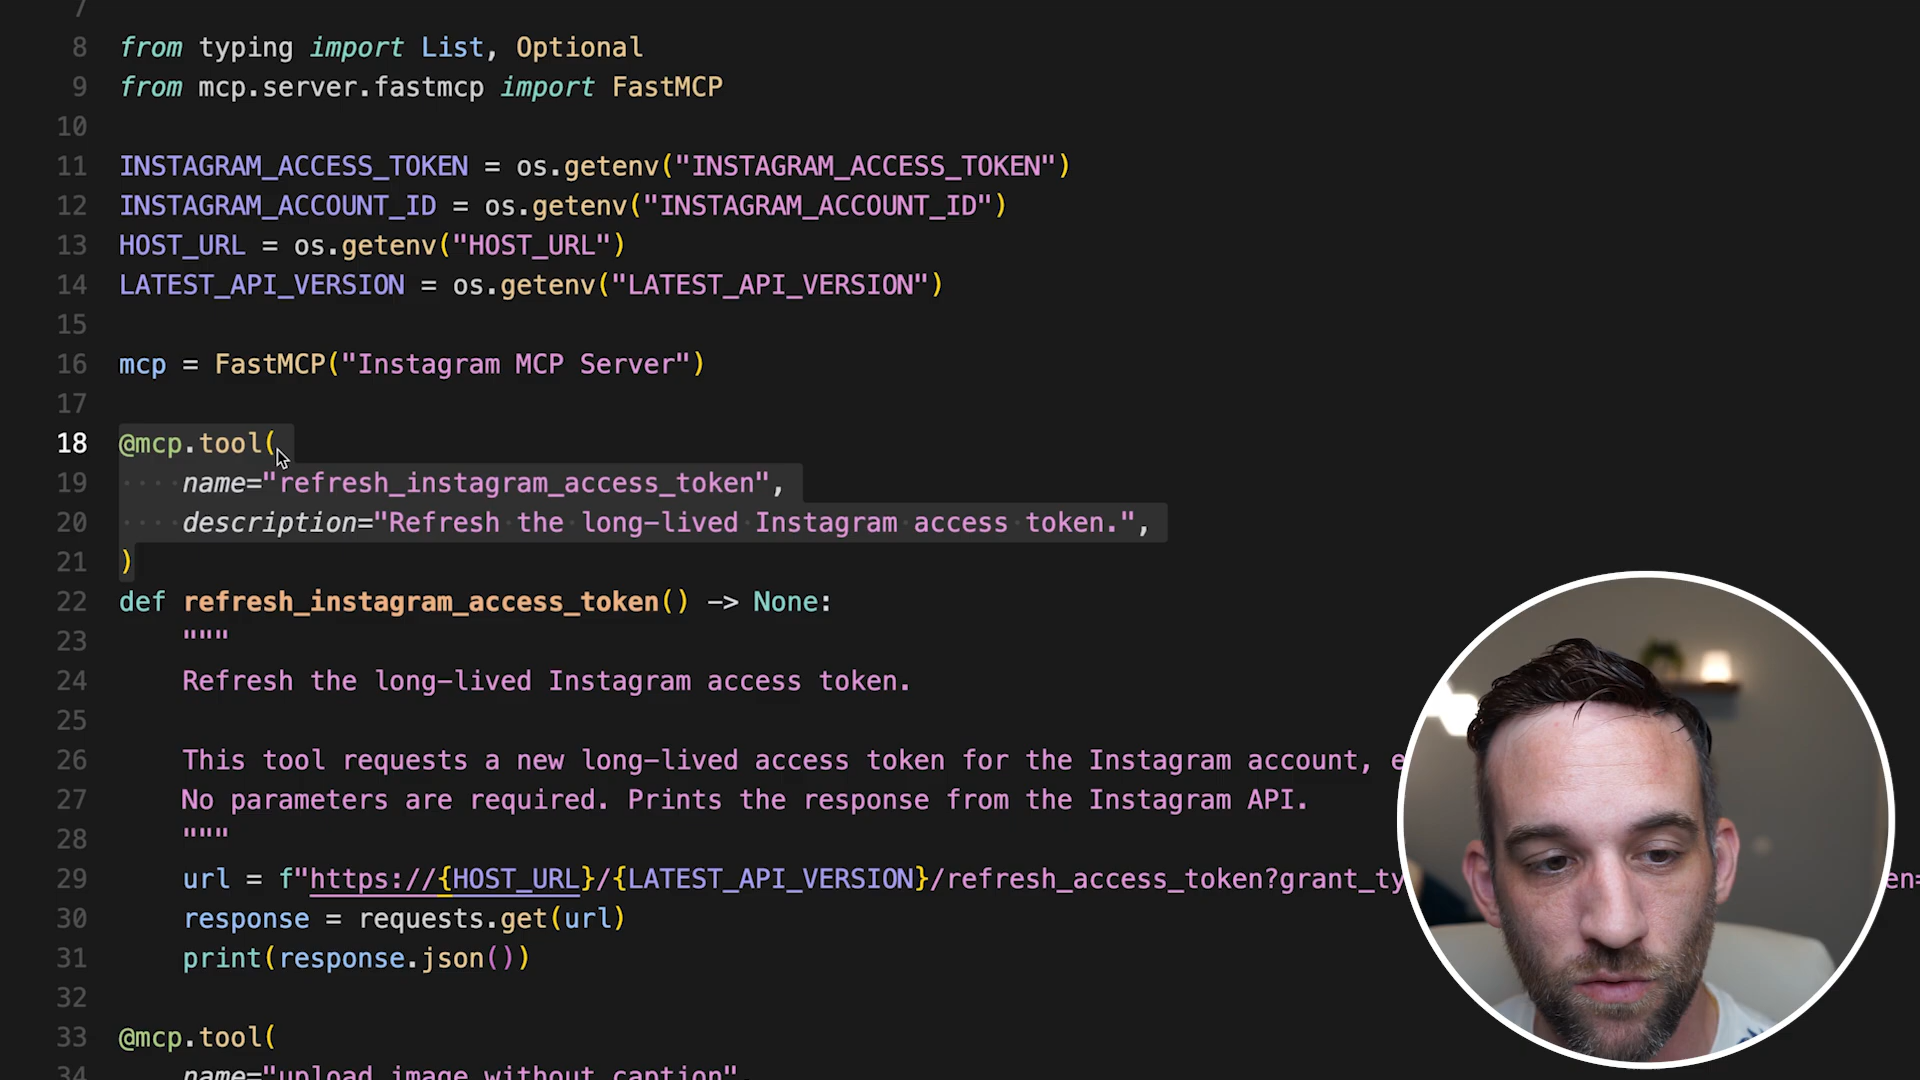 7
8 from typing import List, Optional
9 from mcp.server.fastmcp import FastMCP
10
11 INSTAGRAM_ACCESS_TOKEN = os.getenv("INSTAGRAM_ACCESS_TOKEN")
12 INSTAGRAM_ACCOUNT_ID = os.getenv("INSTAGRAM_ACCOUNT_ID")
13 HOST_URL = os.getenv("HOST_URL")
14 LATEST_API_VERSION = os.getenv("LATEST_API_VERSION")
15
16 mcp = FastMCP("Instagram MCP Server")
17
18 @mcp.tool(
19 name="refresh_instagram_access_token",
20 description="Refresh the long-lived Instagram access token.",
21 )
22 def refresh_instagram_access_token() -> None:
23 """
24 Refresh the long-lived Instagram access token.
25
26 This tool requests a new long-lived access token for the Instagram account, e
27 No parameters are required. Prints the response from the Instagram API.
28 """
29 url = f"https://{HOST_URL}/{LATEST_API_VERSION}/refresh_access_token?grant_ty en=
30 response = requests.get(url)
31 print(response.json())
32
33 @mcp.tool(
34 name="upload_image_without_caption",